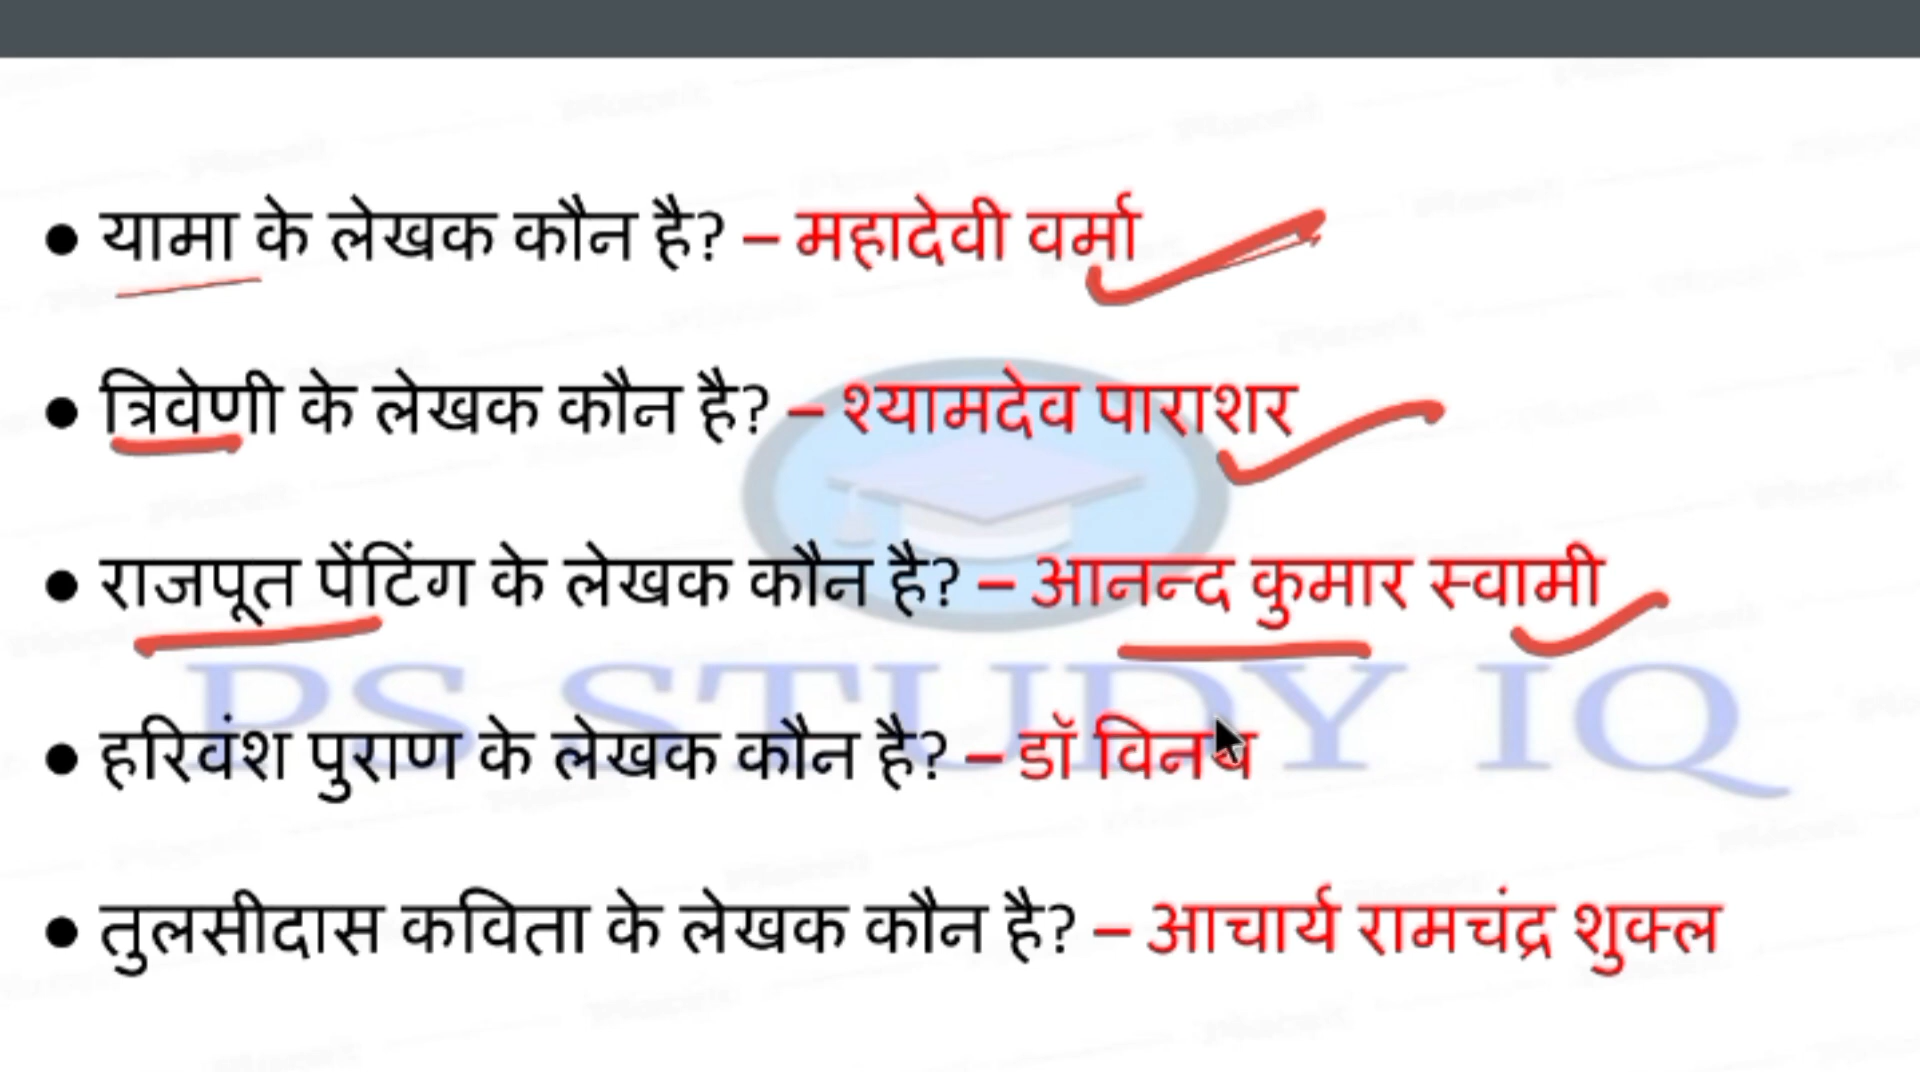 ● यामा के लेखक कौन है? – महादेवी वर्मा
● त्रिवेणी के लेखक कौन है? – श्यामदेव पाराशर
● राजपूत पेंटिंग के लेखक कौन है? – आनन्द कुमार स्वामी
● हरिवंश पुराण के लेखक कौन है? – डॉ
PS STUDY IQ
● तुलसीदास कविता के लेखक कौन है? – आचार्य रामचंद्र शुक्ल